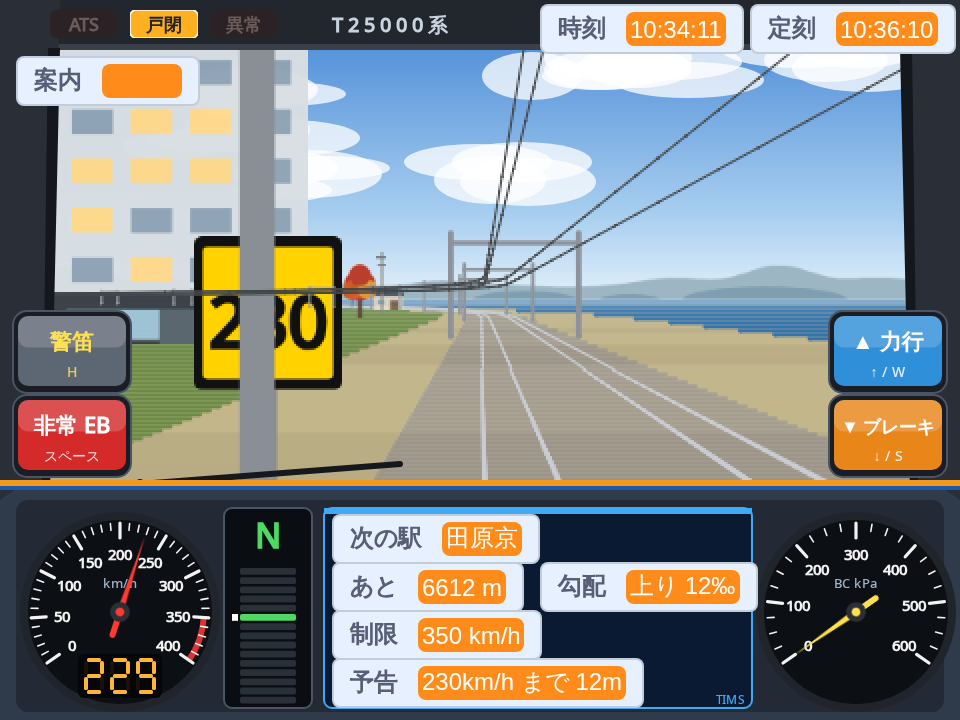 ATS 戸閉 異常 T25000系 時刻 10:34:11 定刻 10:36:10
案内
230
警笛
H
非常 EB
スペース
▲ 力行
↑ / W
▼ ブレーキ
↓ / S
0 50 100 150 200 250 300 350 400
km/h
229
N
次の駅 田原京
あと 6612 m 勾配 上り 12‰
制限 350 km/h
予告 230km/h まで 12m
TIMS
0 100 200 300 400 500 600
BC kPa